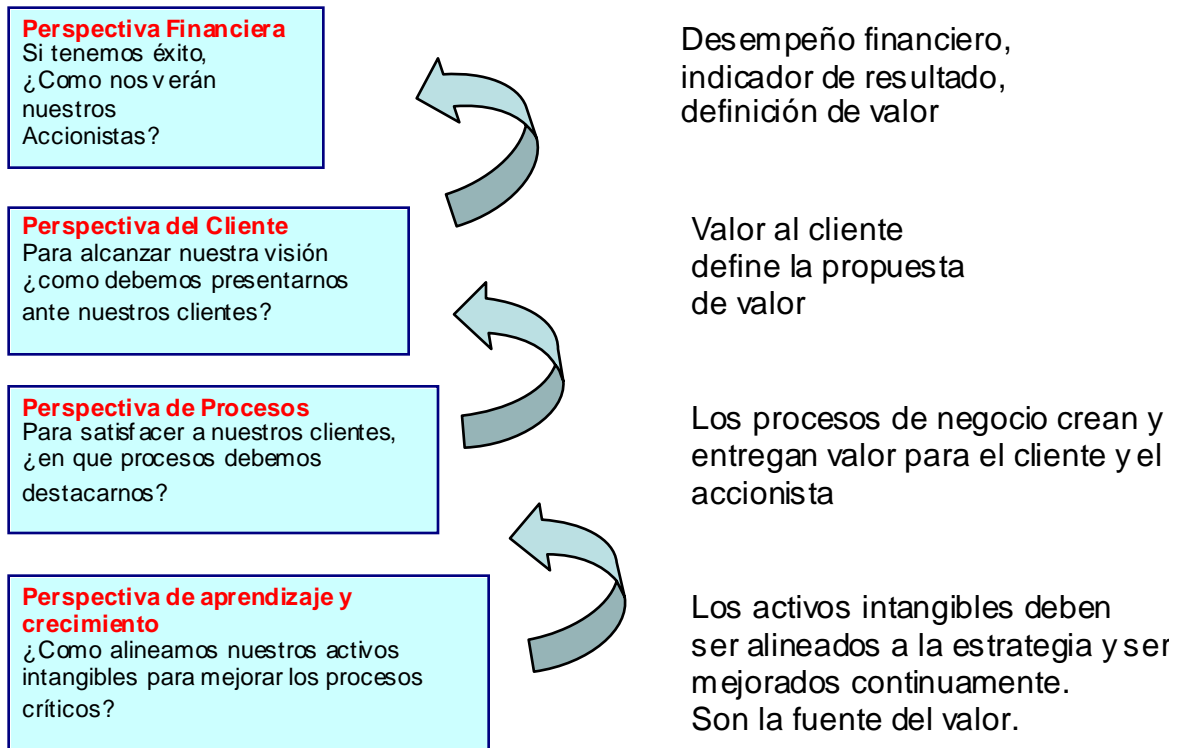 Perspectiva Financiera
Si tenemos éxito,
¿Como nos verán
nuestros
Accionistas?
Desempeño financiero,
indicador de resultado,
definición de valor
Perspectiva del Cliente
Para alcanzar nuestra visión
¿como debemos presentarnos
ante nuestros clientes?
Valor al cliente
define la propuesta
de valor
Perspectiva de Procesos
Para satisfacer a nuestros clientes,
¿en que procesos debemos
destacarnos?
Los procesos de negocio crean y
entregan valor para el cliente y el
accionista
Perspectiva de aprendizaje y
crecimiento
¿Como alineamos nuestros activos
intangibles para mejorar los procesos
críticos?
Los activos intangibles deben
ser alineados a la estrategia y ser
mejorados continuamente.
Son la fuente del valor.